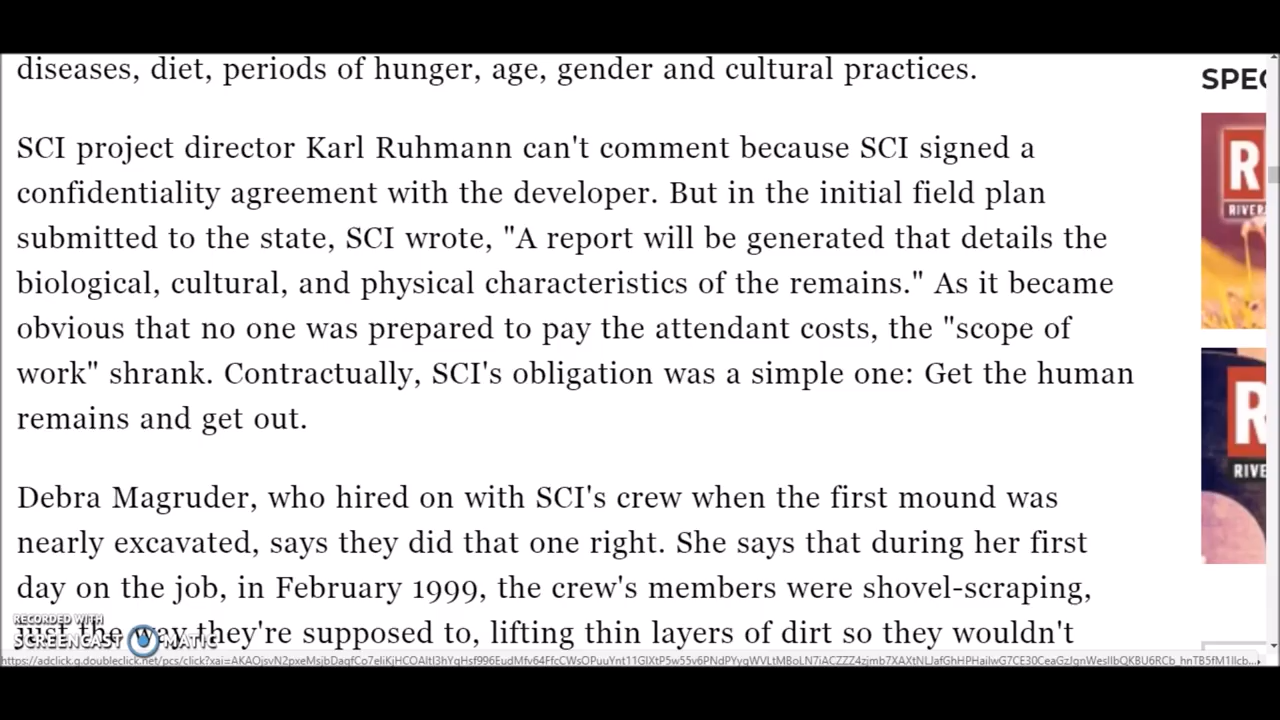 diseases, diet, periods of hunger, age, gender and cultural practices.
SPEC
SCI project director Karl Ruhmann can't comment because SCI signed a
confidentiality agreement with the developer. But in the initial field plan
submitted to the state, SCI wrote, "A report will be generated that details the
biological, cultural, and physical characteristics of the remains." As it became
obvious that no one was prepared to pay the attendant costs, the "scope of
work" shrank. Contractually, SCI's obligation was a simple one: Get the human
remains and get out.
R
RIVER
Debra Magruder, who hired on with SCI's crew when the first mound was
nearly excavated, says they did that one right. She says that during her first
day on the job, in February 1999, the crew's members were shovel-scraping,
just the way they're supposed to, lifting thin layers of dirt so they wouldn't
R
RIVE
RECORDED WITH
SCREENCAST MATIC